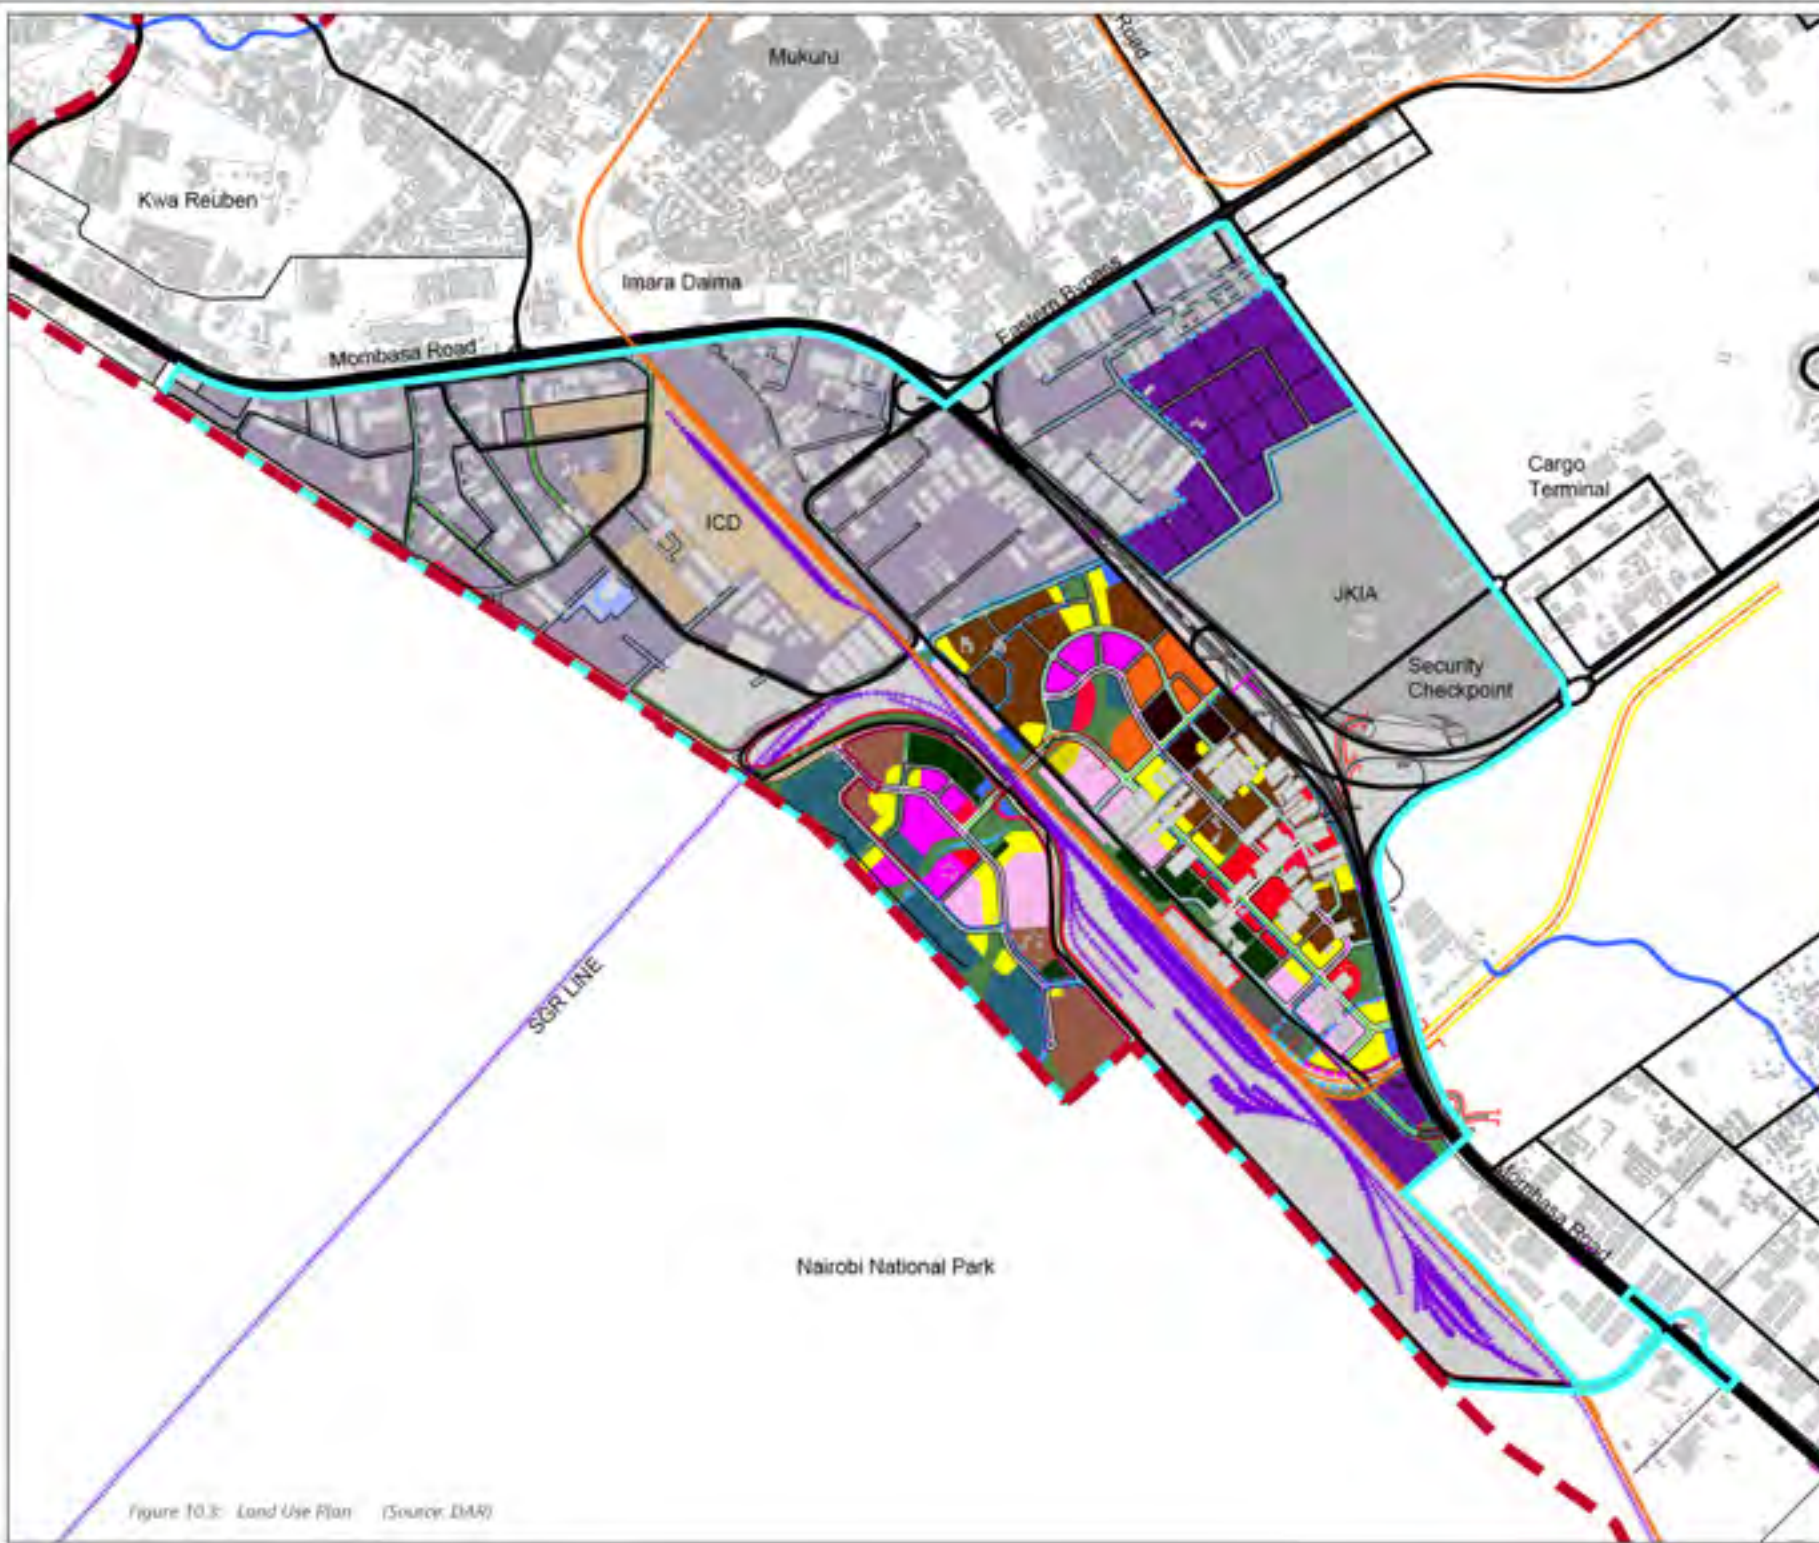 Road
Mukuru
Kwa Reuben
Imara Daima
Eastern Bypass
Mombasa Road
Cargo
Terminal
ICD
JKIA
Security
Checkpoint
SGR LINE
Mombasa Road
Nairobi National Park
Figure 10.3: Land Use Plan (Source: DAR)